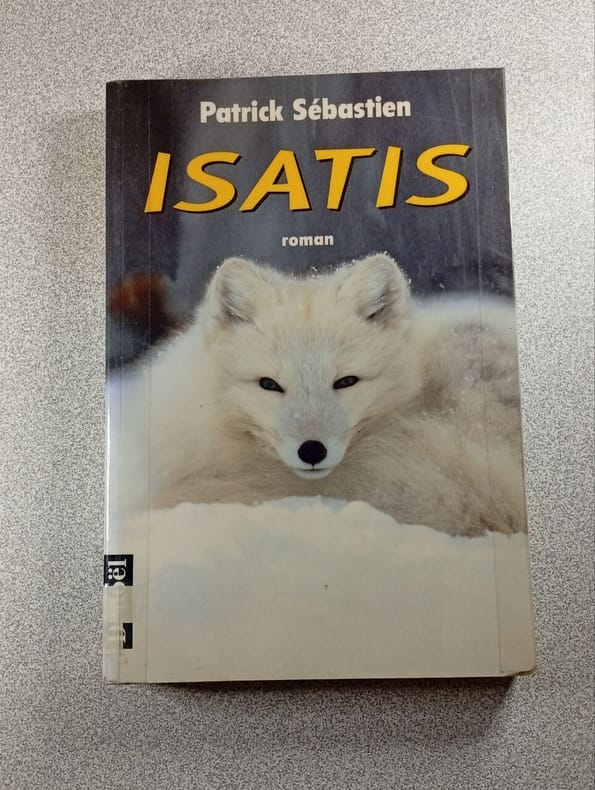 Patrick Sébastien
ISATIS
roman